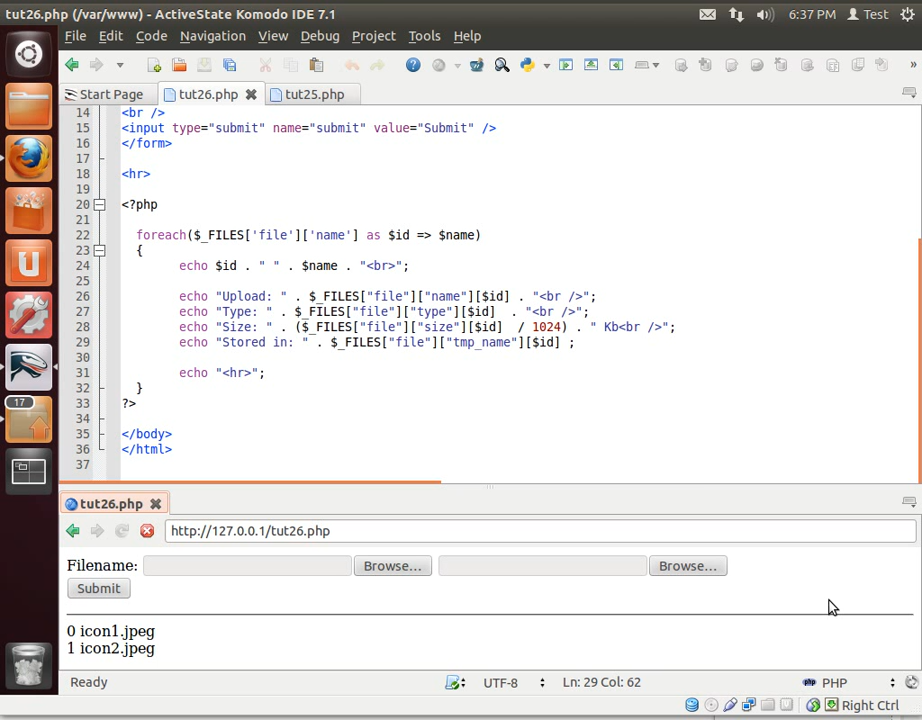 tut26.php (/var/www) - ActiveState Komodo IDE 7.1
6:37 PM
Test
File Edit Code Navigation View Debug Project Tools Help
»
Start Page
tut26.php
tut25.php
14 <br />
15 <input type="submit" name="submit" value="Submit" />
16 </form>
17
18 <hr>
19
20 <?php
21
22 foreach($_FILES['file']['name'] as $id => $name)
23 {
24 echo $id . " " . $name . "<br>";
25
26 echo "Upload: " . $_FILES["file"]["name"][$id] . "<br />";
27 echo "Type: " . $_FILES["file"]["type"][$id]  . "<br />";
28 echo "Size: " . ($_FILES["file"]["size"][$id]  / 1024) . " Kb<br />";
29 echo "Stored in: " . $_FILES["file"]["tmp_name"][$id] ;
30
31 echo "<hr>";
32 }
33 ?>
34
35 </body>
36 </html>
37
17
tut26.php
http://127.0.0.1/tut26.php
Filename: Browse... Browse...
Submit
0 icon1.jpeg
1 icon2.jpeg
Ready UTF-8 Ln: 29 Col: 62 php PHP
Right Ctrl